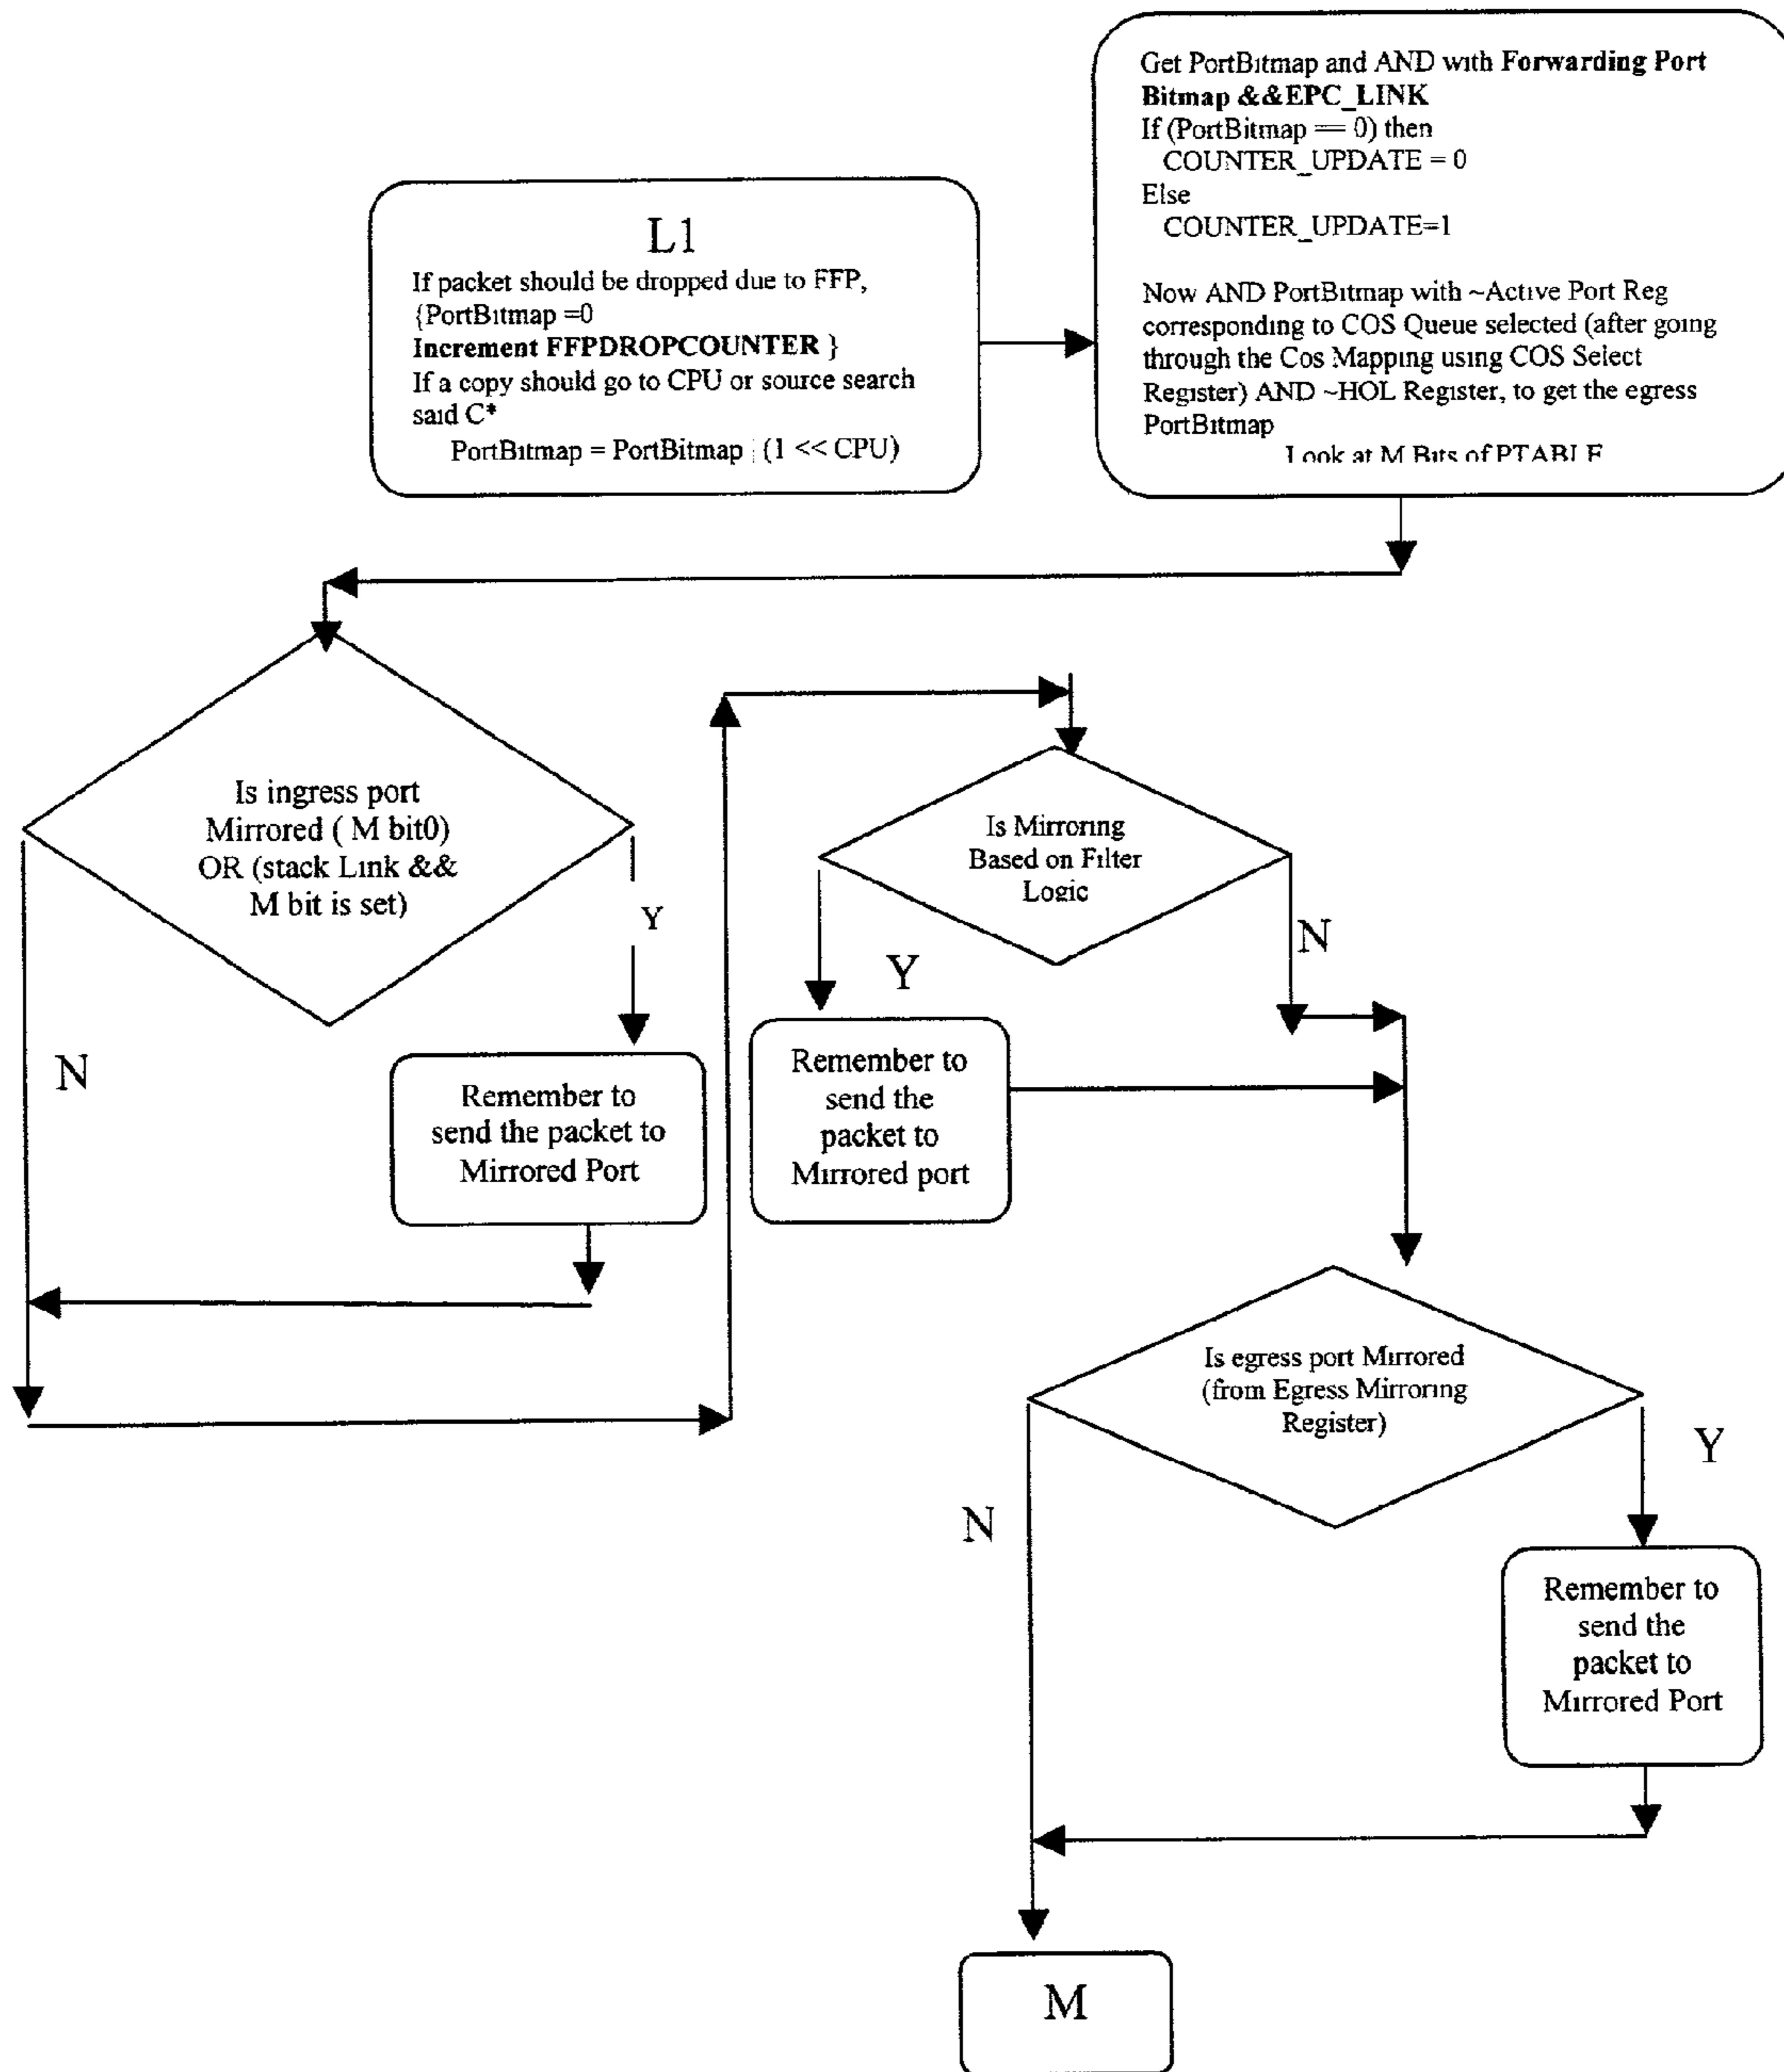 L1
If packet should be dropped due to FFP,
{PortBitmap =0
Increment FFPDROPCOUNTER }
If a copy should go to CPU or source search
said C*
PortBitmap = PortBitmap | (1 << CPU)
Get PortBitmap and AND with Forwarding Port
Bitmap &&EPC_LINK
If (PortBitmap == 0) then
COUNTER_UPDATE = 0
Else
COUNTER_UPDATE=1
Now AND PortBitmap with ~Active Port Reg
corresponding to COS Queue selected (after going
through the Cos Mapping using COS Select
Register) AND ~HOL Register, to get the egress
PortBitmap
Look at M Bits of PTABLE
Is ingress port
Mirrored ( M bit0)
OR (stack Link &&
M bit is set)
Y
N
Remember to
send the packet to
Mirrored Port
Is Mirroring
Based on Filter
Logic
N
Y
Remember to
send the
packet to
Mirrored port
Is egress port Mirrored
(from Egress Mirroring
Register)
Y
N
Remember to
send the
packet to
Mirrored Port
M